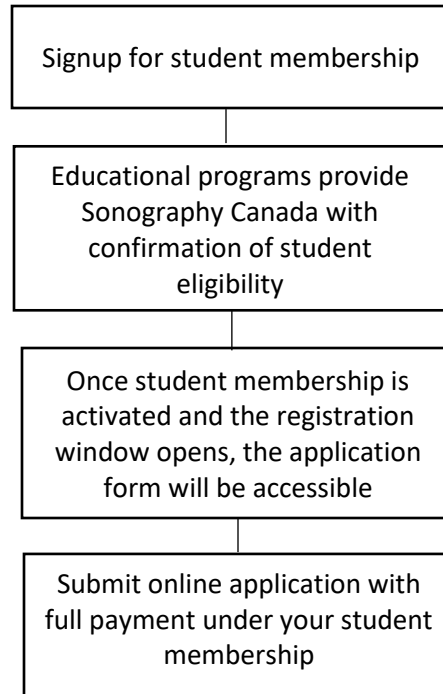 Signup for student membership
Educational programs provide
Sonography Canada with
confirmation of student
eligibility
Once student membership is
activated and the registration
window opens, the application
form will be accessible
Submit online application with
full payment under your student
membership